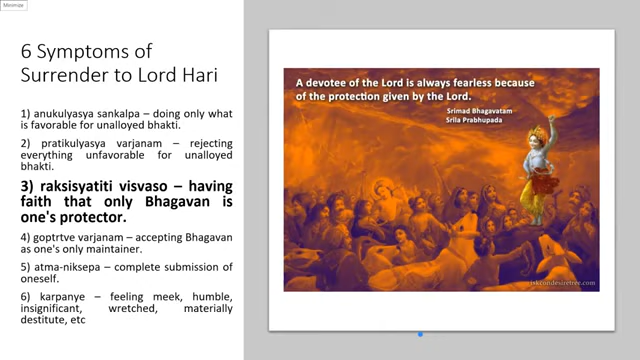 Minimize
6 Symptoms of
Surrender to Lord Hari
1) anukulyasya sankalpa – doing only what
is favorable for unalloyed bhakti.
2) pratikulyasya varjanam – rejecting
everything unfavorable for unalloyed
bhakti.
3) raksisyatiti visvaso – having
faith that only Bhagavan is
one's protector.
4) goptrtve varjanam – accepting Bhagavan
as one's only maintainer.
5) atma-niksepa – complete submission of
oneself.
6) karpanye – feeling meek, humble,
insignificant, wretched, materially
destitute, etc
A devotee of the Lord is always fearless because
of the protection given by the Lord.
Srimad Bhagavatam
Srila Prabhupada
iskcondesiretree.com